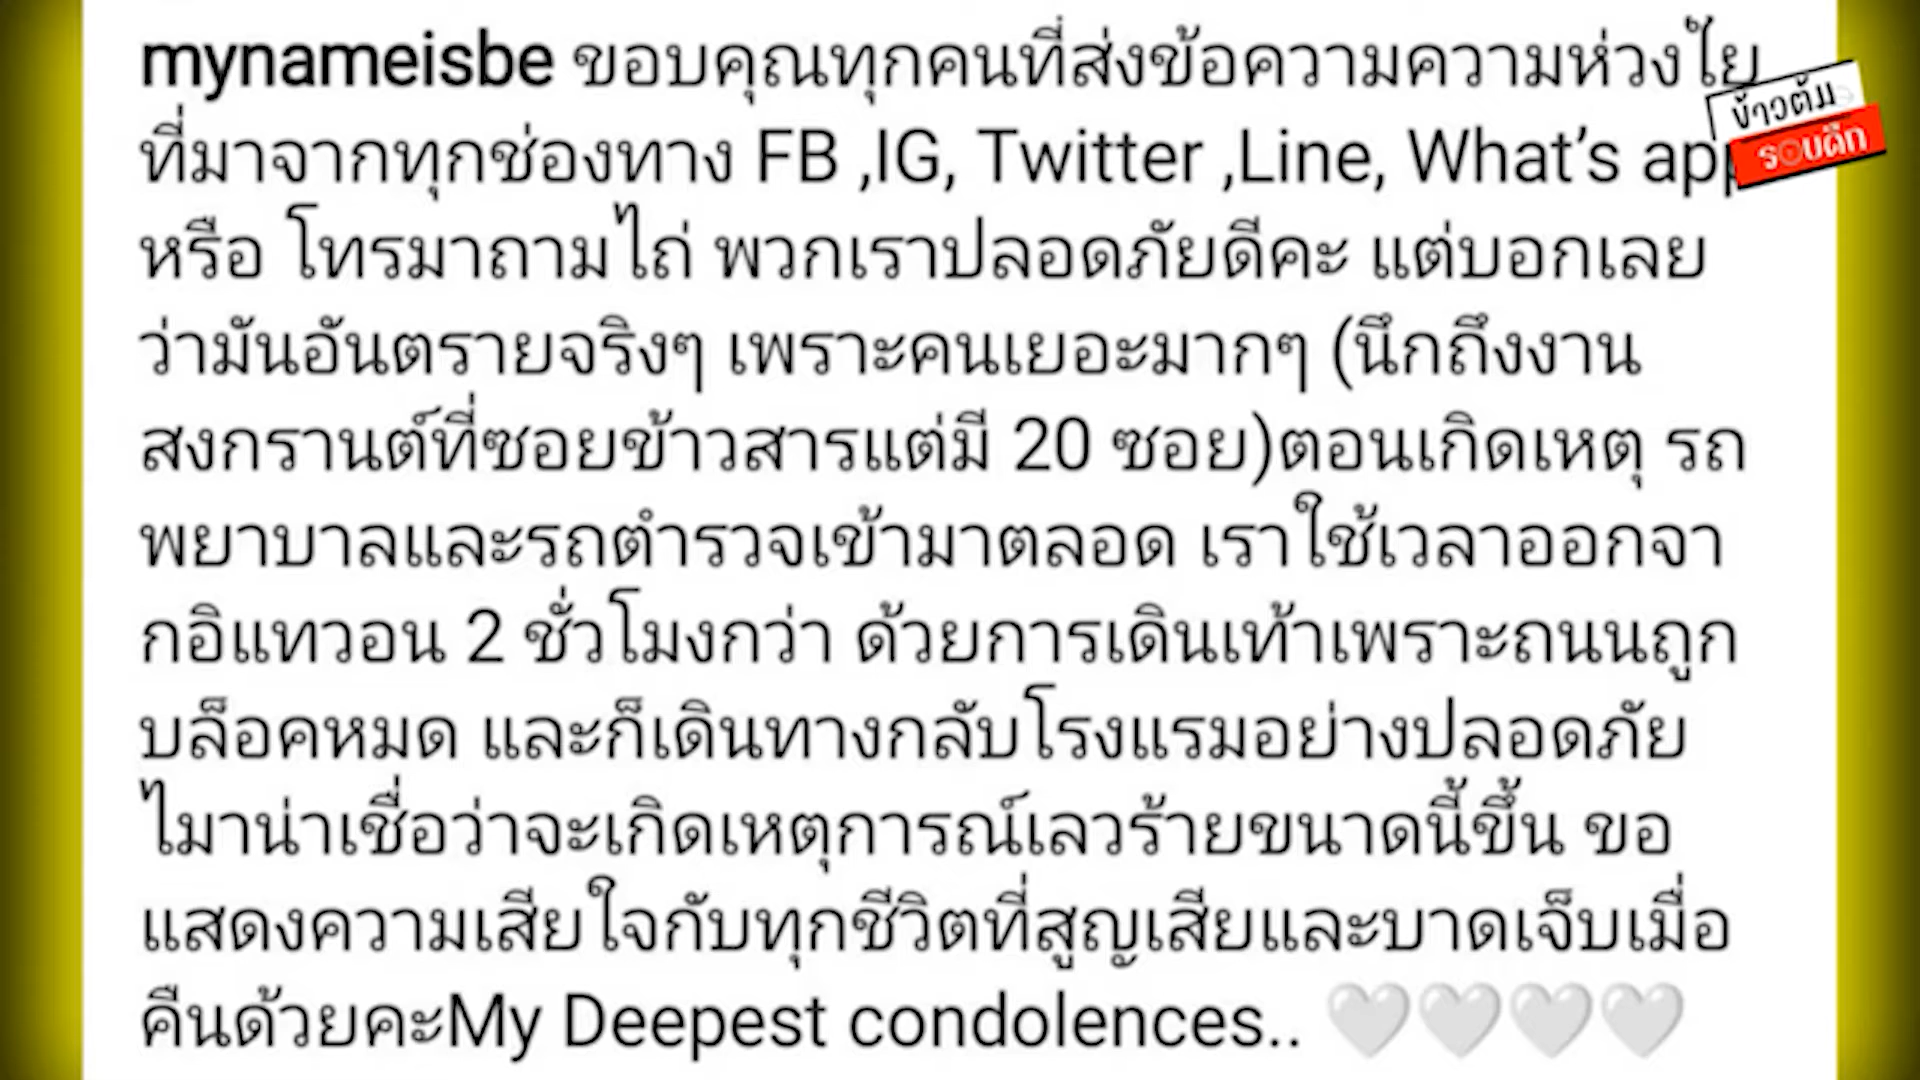 mynameisbe ขอบคุณทุกคนที่ส่งข้อความความห่วงใย
ที่มาจากทุกช่องทาง FB ,IG, Twitter ,Line, What’s app
หรือ โทรมาถามไถ่ พวกเราปลอดภัยดีคะ แต่บอกเลย
ว่ามันอันตรายจริงๆ เพราะคนเยอะมากๆ (นึกถึงงาน
สงกรานต์ที่ซอยข้าวสารแต่มี 20 ซอย)ตอนเกิดเหตุ รถ
พยาบาลและรถตำรวจเข้ามาตลอด เราใช้เวลาออกจา
กอิแทวอน 2 ชั่วโมงกว่า ด้วยการเดินเท้าเพราะถนนถูก
บล็อคหมด และก็เดินทางกลับโรงแรมอย่างปลอดภัย
ไมาน่าเชื่อว่าจะเกิดเหตุการณ์เลวร้ายขนาดนี้ขึ้น ขอ
แสดงความเสียใจกับทุกชีวิตที่สูญเสียและบาดเจ็บเมื่อ
คืนด้วยคะMy Deepest condolences.. 🤍🤍🤍🤍
ข้าวต้ม
รอบดึก